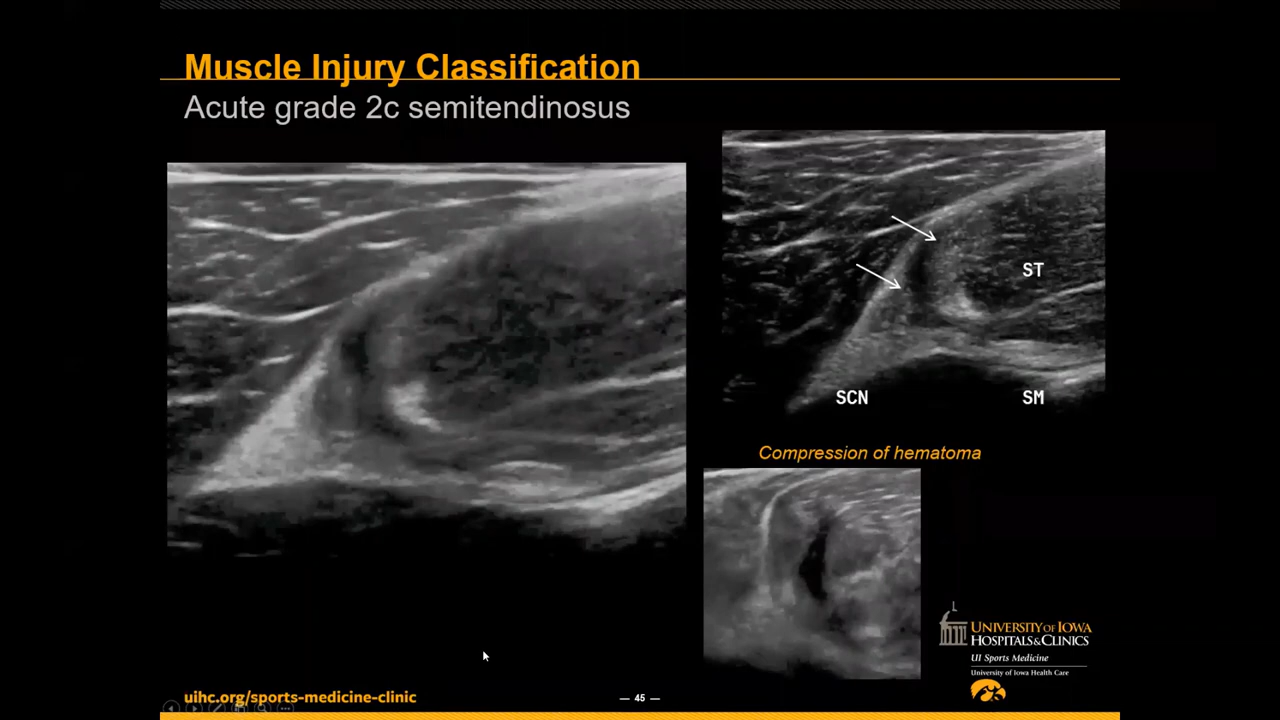 Muscle Injury Classification
Acute grade 2c semitendinosus
ST
SCN
SM
Compression of hematoma
UNIVERSITY OF IOWA
HOSPITALS & CLINICS
UI Sports Medicine
University of Iowa Health Care
uihc.org/sports-medicine-clinic
— 45 —